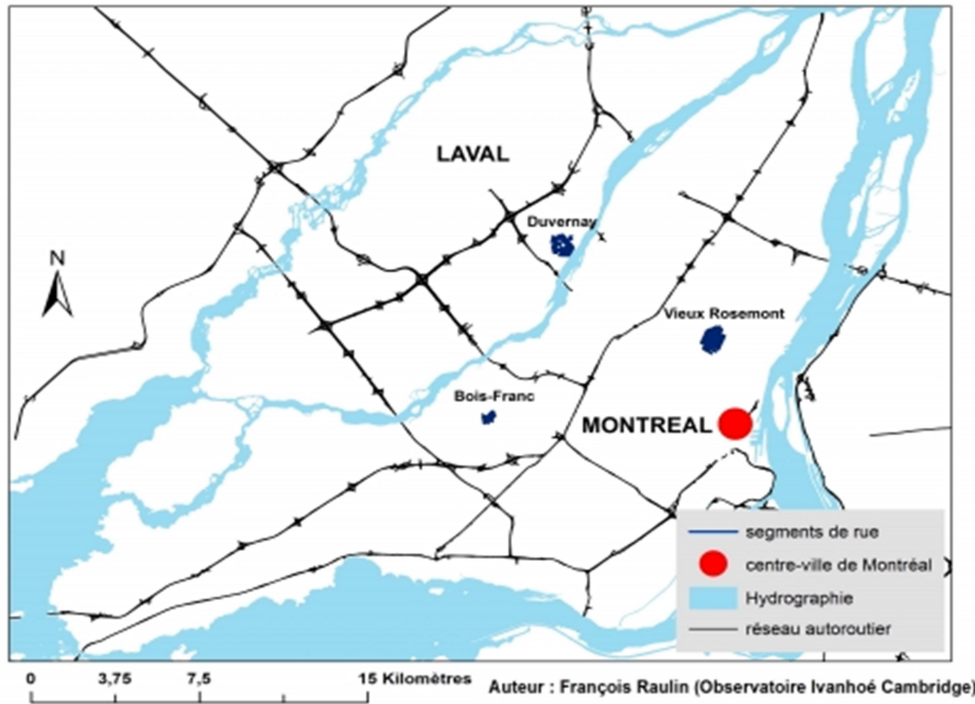 LAVAL
Duvernay
N
Vieux Rosemont
Bois-Franc
MONTREAL
segments de rue
centre-ville de Montréal
Hydrographie
réseau autoroutier
0 3,75 7,5 15 Kilomètres
Auteur : François Raulin (Observatoire Ivanhoé Cambridge)